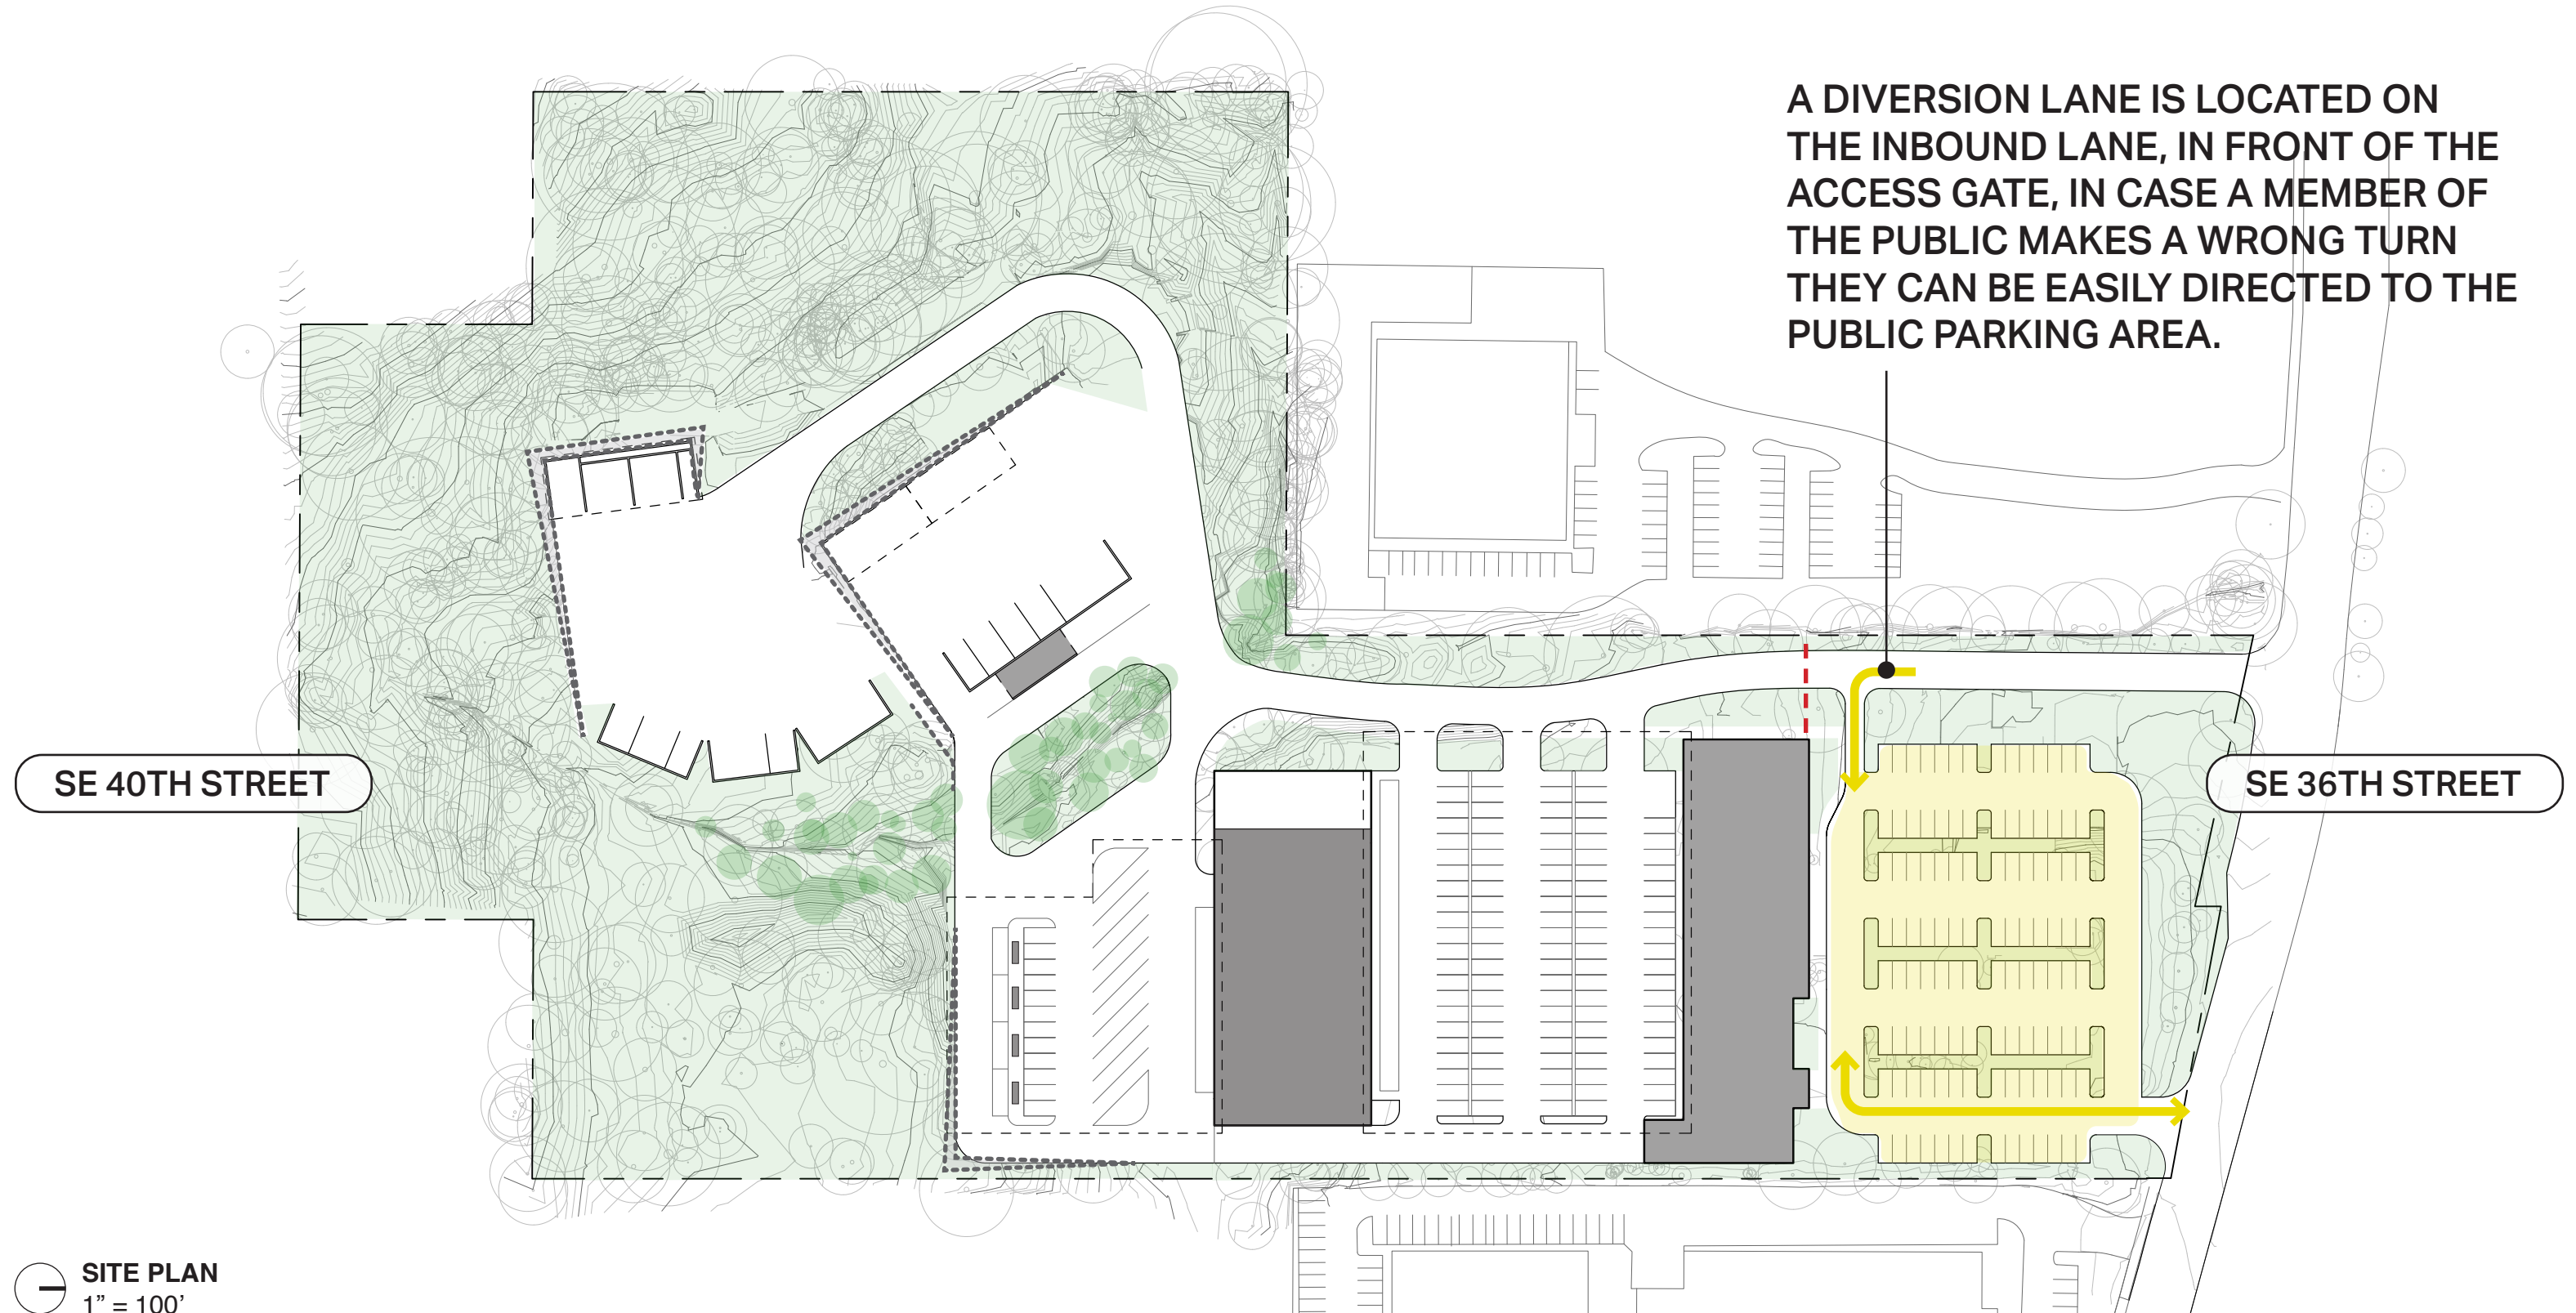 A DIVERSION LANE IS LOCATED ON
THE INBOUND LANE, IN FRONT OF THE
ACCESS GATE, IN CASE A MEMBER OF
THE PUBLIC MAKES A WRONG TURN
THEY CAN BE EASILY DIRECTED TO THE
PUBLIC PARKING AREA.
SE 40TH STREET
SE 36TH STREET
SITE PLAN
1” = 100’